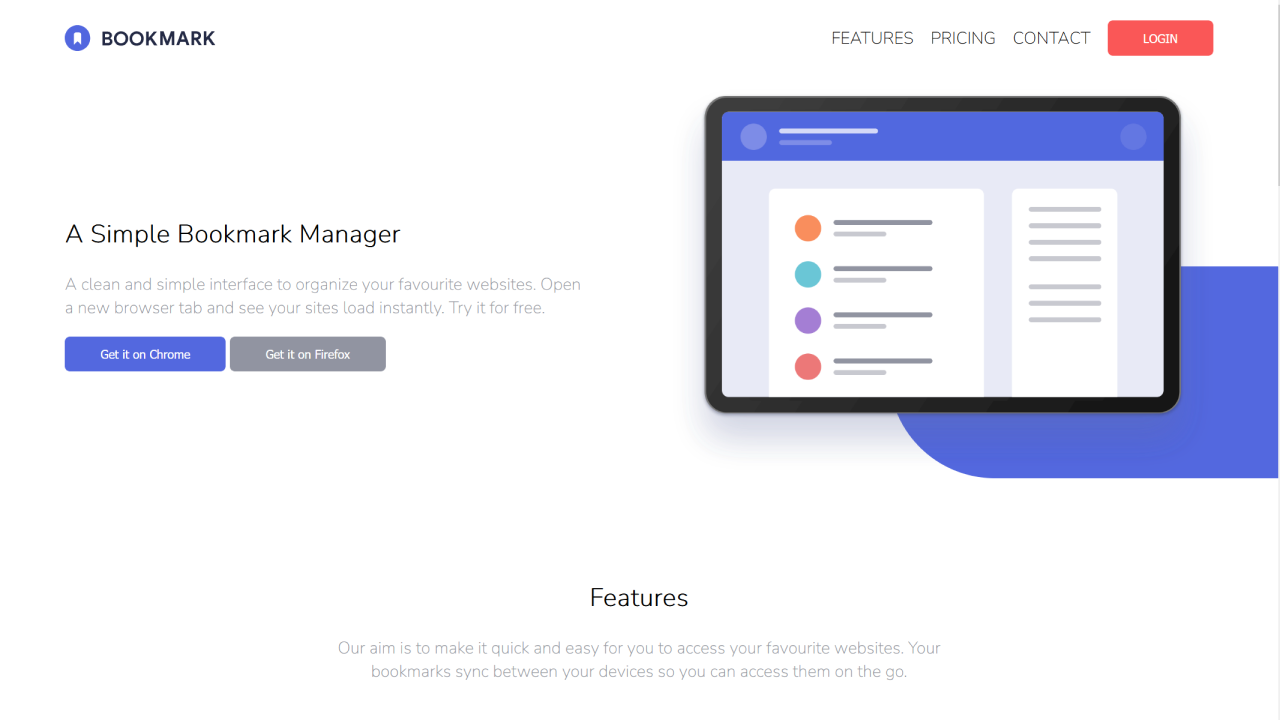 BOOKMARK
FEATURES
PRICING
CONTACT
LOGIN
A Simple Bookmark Manager
A clean and simple interface to organize your favourite websites. Open
a new browser tab and see your sites load instantly. Try it for free.
Get it on Chrome
Get it on Firefox
Features
Our aim is to make it quick and easy for you to access your favourite websites. Your
bookmarks sync between your devices so you can access them on the go.